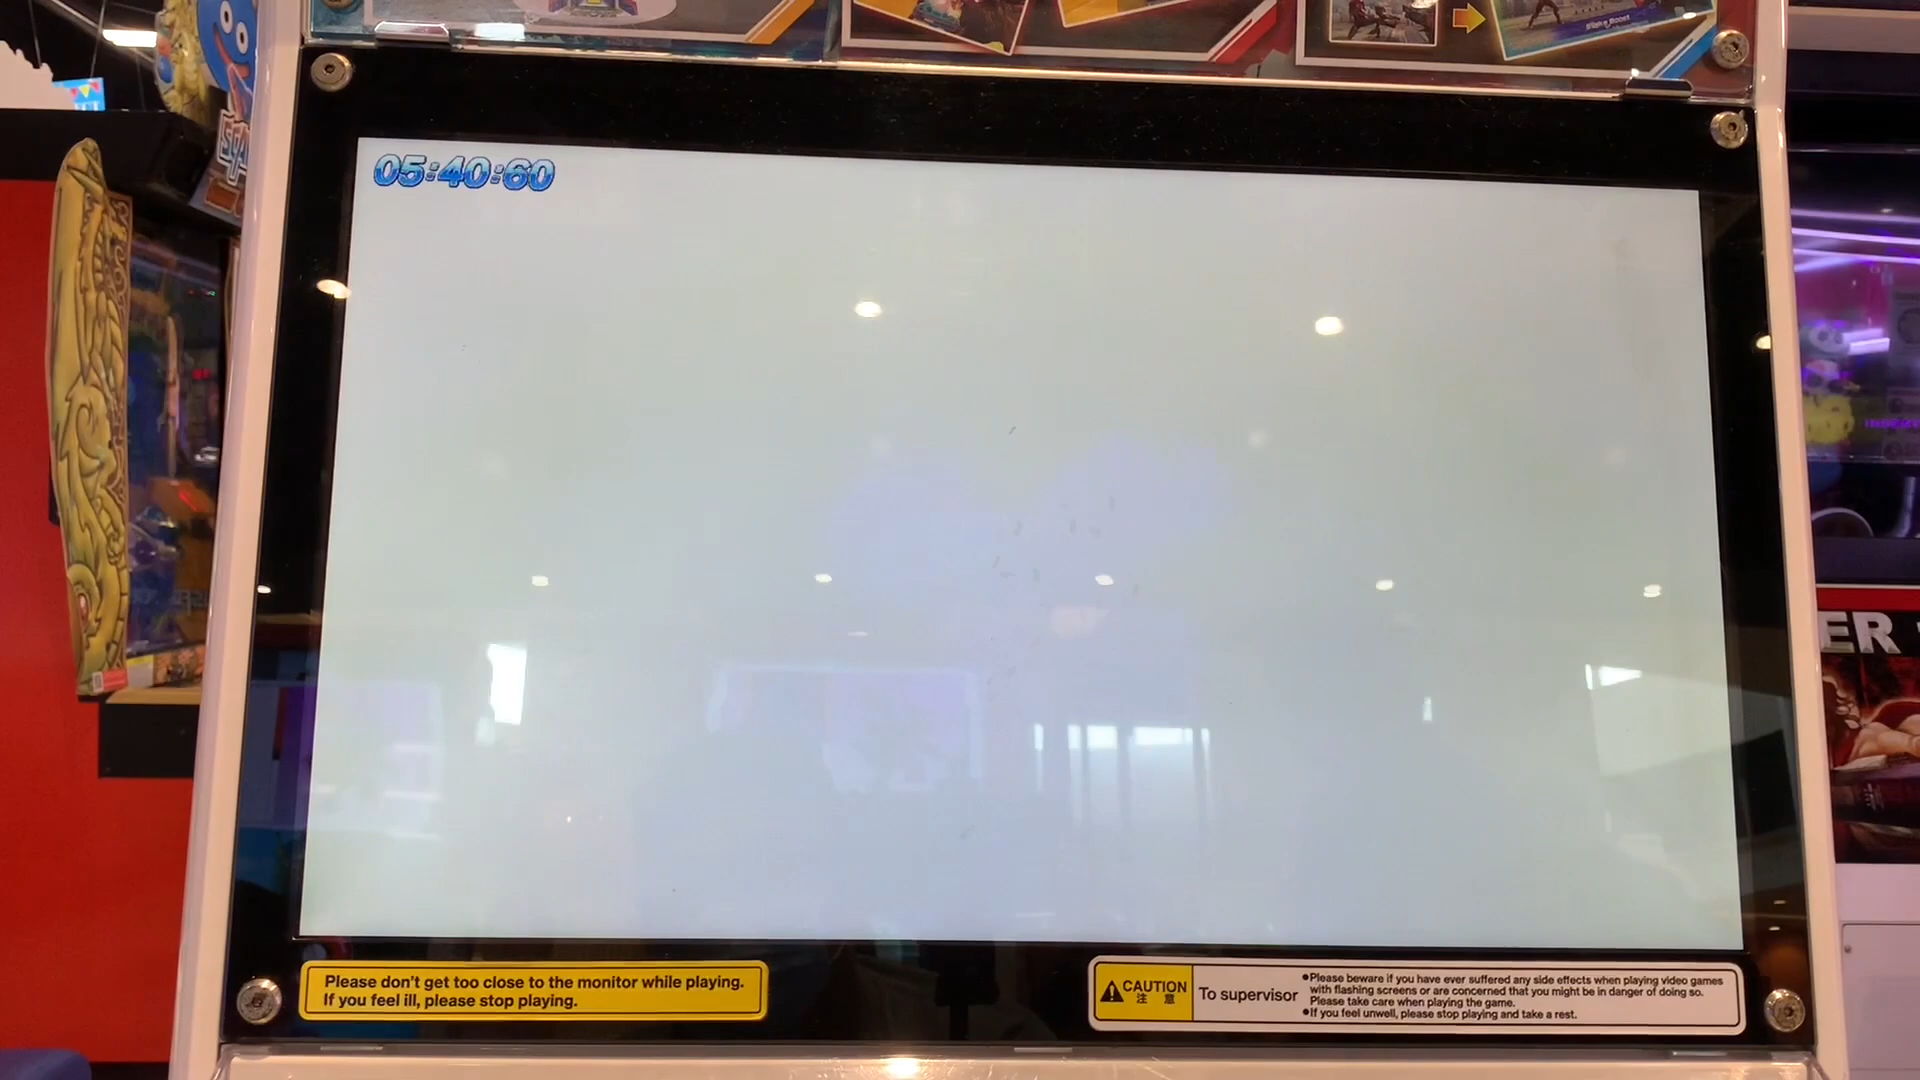 05:40:60
ER
Please don't get too close to the monitor while playing.
If you feel ill, please stop playing.
CAUTION
注 意
To supervisor
•Please beware if you have ever suffered any side effects when playing video games
with flashing screens or are concerned that you might be in danger of doing so.
Please take care when playing the game.
•If you feel unwell, please stop playing and take a rest.